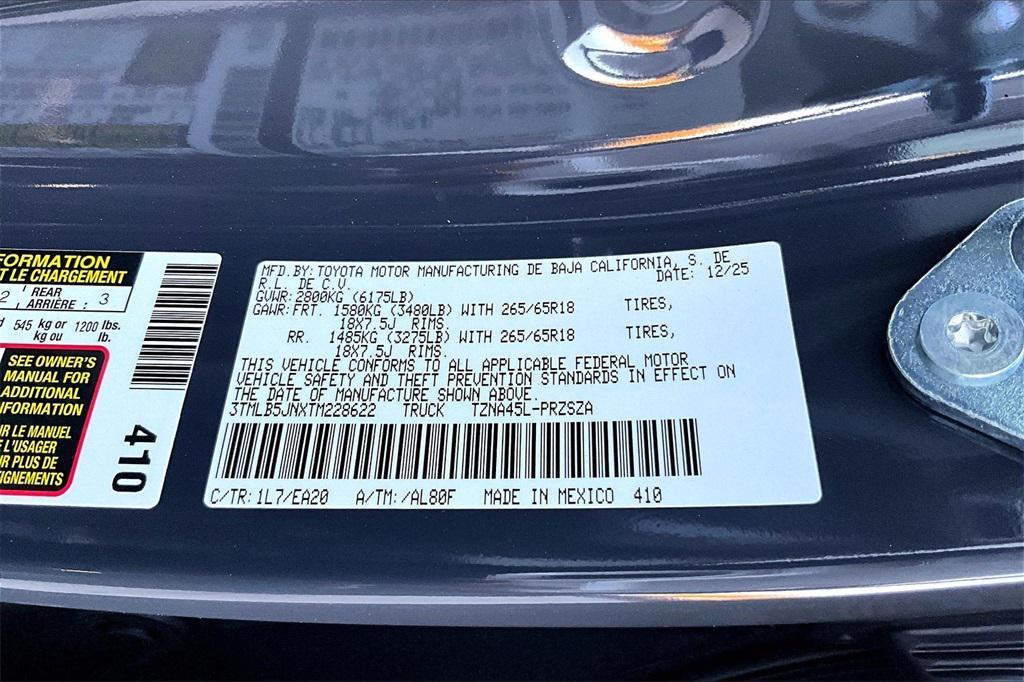 FORMATION
T LE CHARGEMENT
2 REAR ARRIÈRE : 3
545 kg or 1200 lbs.
kg ou lb.
SEE OWNER'S
MANUAL FOR
ADDITIONAL
INFORMATION
LE MANUEL
L'USAGER
PLUS DE
410
MFD.BY: TOYOTA MOTOR MANUFACTURING DE BAJA CALIFORNIA, S. DE
R.L. DE C.V. DATE: 12/25
GVWR: 2800KG (6175LB)
GAWR: FRT. 1580KG (3480LB) WITH 265/65R18 TIRES,
18X7.5J RIMS.
RR. 1485KG (3275LB) WITH 265/65R18 TIRES,
18X7.5J RIMS.
THIS VEHICLE CONFORMS TO ALL APPLICABLE FEDERAL MOTOR
VEHICLE SAFETY AND THEFT PREVENTION STANDARDS IN EFFECT ON
THE DATE OF MANUFACTURE SHOWN ABOVE.
3TMLB5JNXTM228622 TRUCK TZNA45L-PRZSZA
C/TR: 1L7/EA20 A/TM: /AL80F MADE IN MEXICO 410